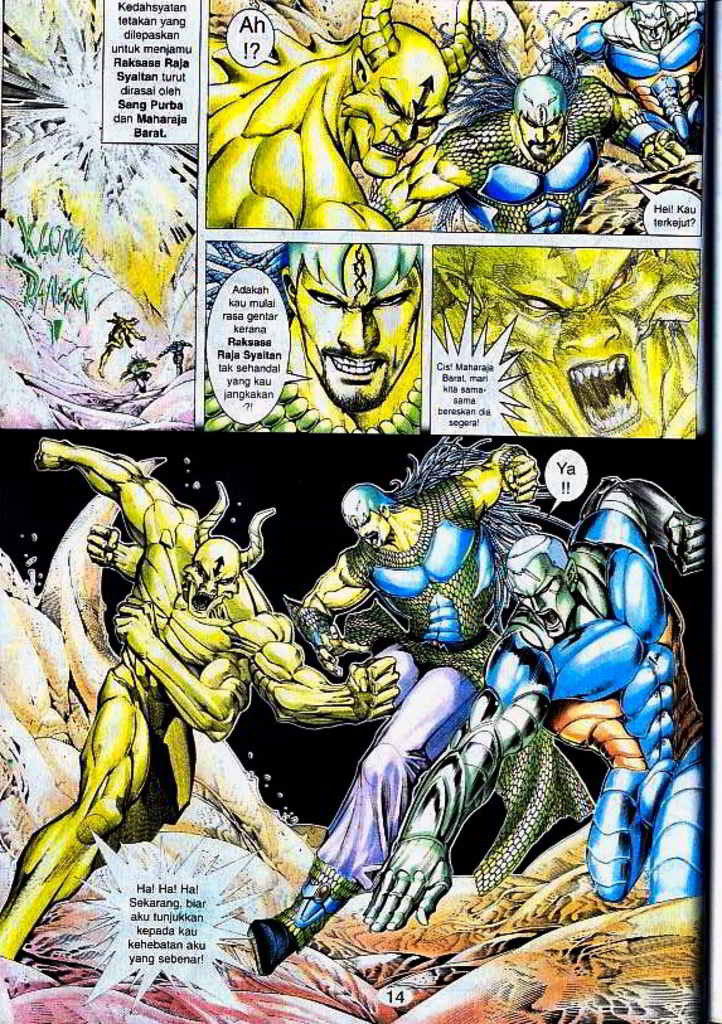 Kedahsyatan
tetakan yang
dilepaskan
untuk menjamu
Raksasa Raja
Syaitan turut
dirasai oleh
Sang Purba
dan Maharaja
Barat.
Ah
!?
Hei! Kau
terkejut?
KLONG
DANGG
!
Adakah
kau mulai
rasa gentar
kerana
Raksasa
Raja Syaitan
tak sehandal
yang kau
jangkakan
?!
Cis! Maharaja
Barat, mari
kita sama-
sama
bereskan dia
segera!
Ya
!!
Ha! Ha! Ha!
Sekarang, biar
aku tunjukkan
kepada kau
kehebatan aku
yang sebenar!
14